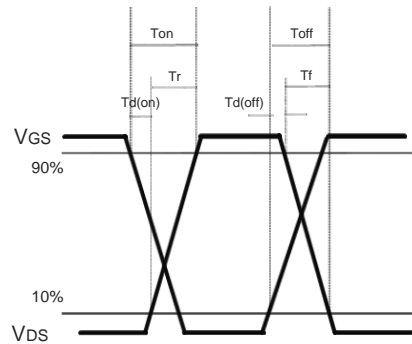 Ton
Toff
Tr
Tf
Td(on)
Td(off)
VGS
90%
10%
VDS